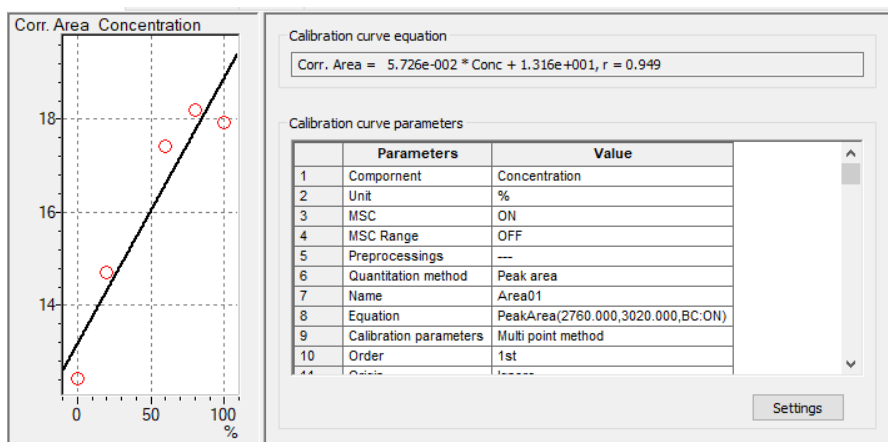 Corr. Area Concentration
18
16
14
0 50 100
%
Calibration curve equation
Corr. Area = 5.726e-002 * Conc + 1.316e+001, r = 0.949
Calibration curve parameters
Parameters Value
1 Compornent Concentration
2 Unit %
3 MSC ON
4 MSC Range OFF
5 Preprocessings ---
6 Quantitation method Peak area
7 Name Area01
8 Equation PeakArea(2760.000,3020.000,BC:ON)
9 Calibration parameters Multi point method
10 Order 1st
Settings